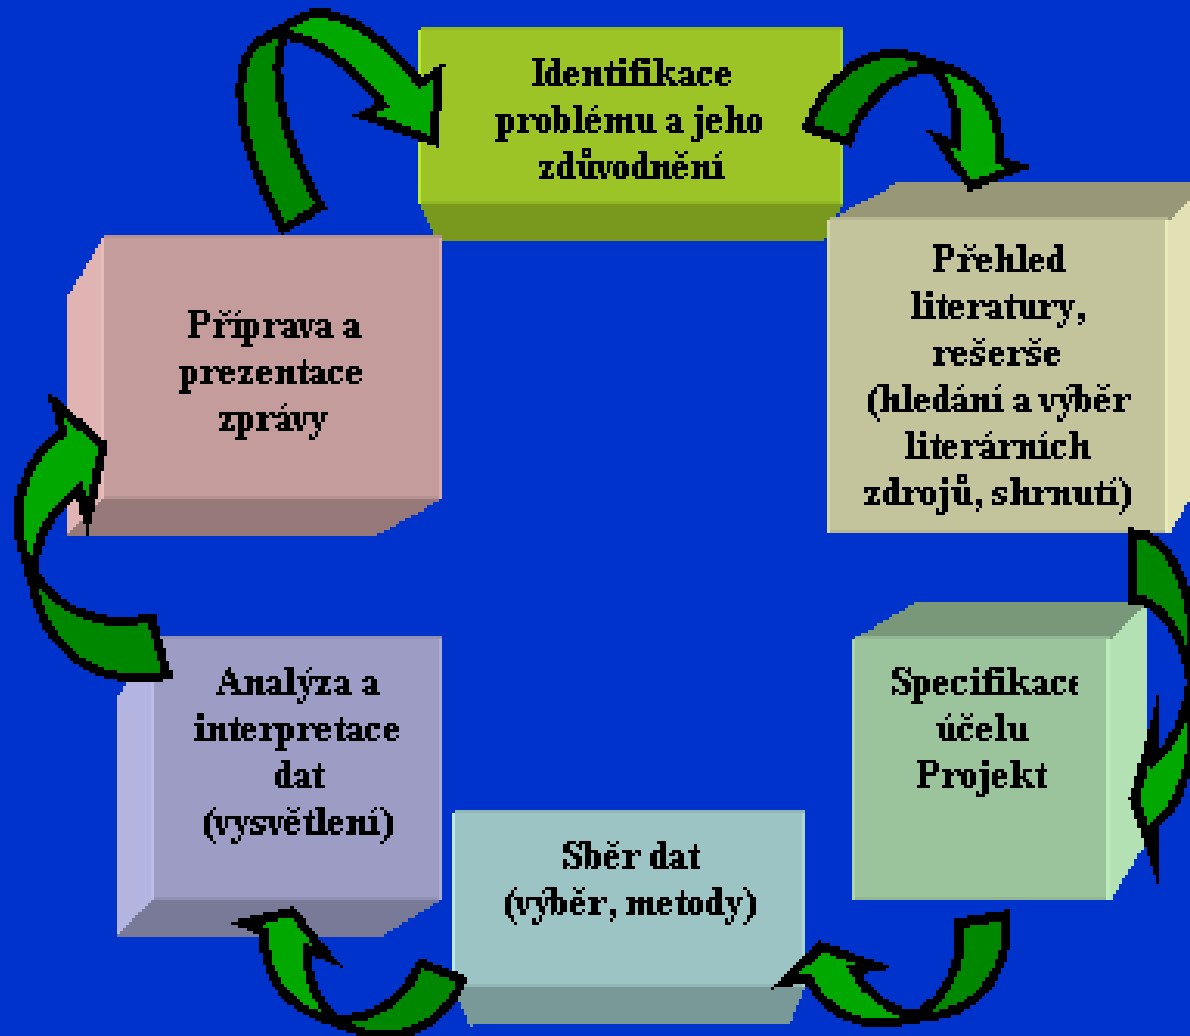 Identifikace
problému a jeho
zdůvodnění
Přehled
literatury,
rešerše
(hledání a výběr
literárních
zdrojů, shrnutí)
Specifikace
účelu
Projekt
Sběr dat
(výběr, metody)
Analýza a
interpretace
dat
(vysvětlení)
Příprava a
prezentace
zprávy